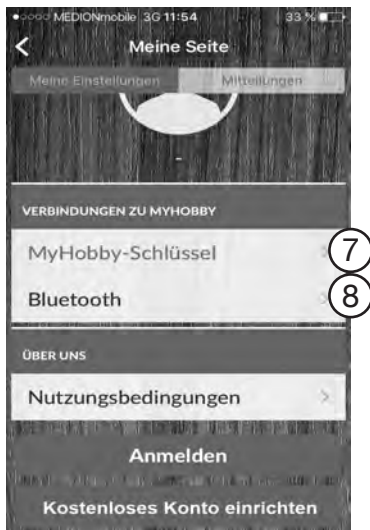 MEDIONmobile 3G 11:54 33 %
Meine Seite
Meine Einstellungen Mitteilungen
-
VERBINDUNGEN ZU MYHOBBY
MyHobby-Schlüssel 7
Bluetooth 8
ÜBER UNS
Nutzungsbedingungen
Anmelden
Kostenloses Konto einrichten